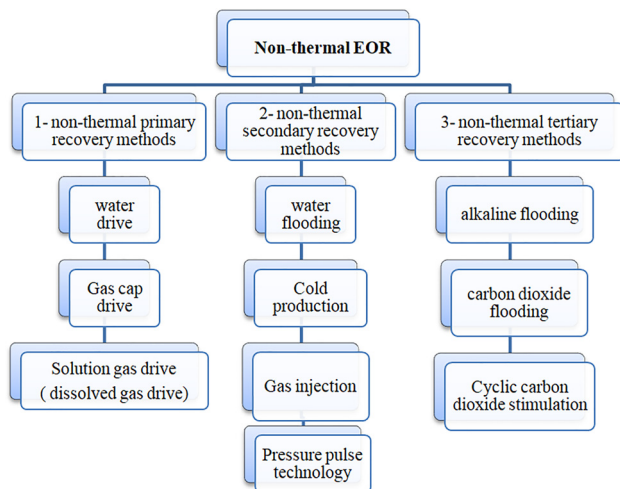 Non-thermal EOR
1- non-thermal primary
recovery methods
water
drive
Gas cap
drive
Solution gas drive
( dissolved gas drive)
2- non-thermal
secondary recovery
methods
water
flooding
Cold
production
Gas injection
Pressure pulse
technology
3- non-thermal tertiary
recovery methods
alkaline flooding
carbon dioxide
flooding
Cyclic carbon
dioxide stimulation